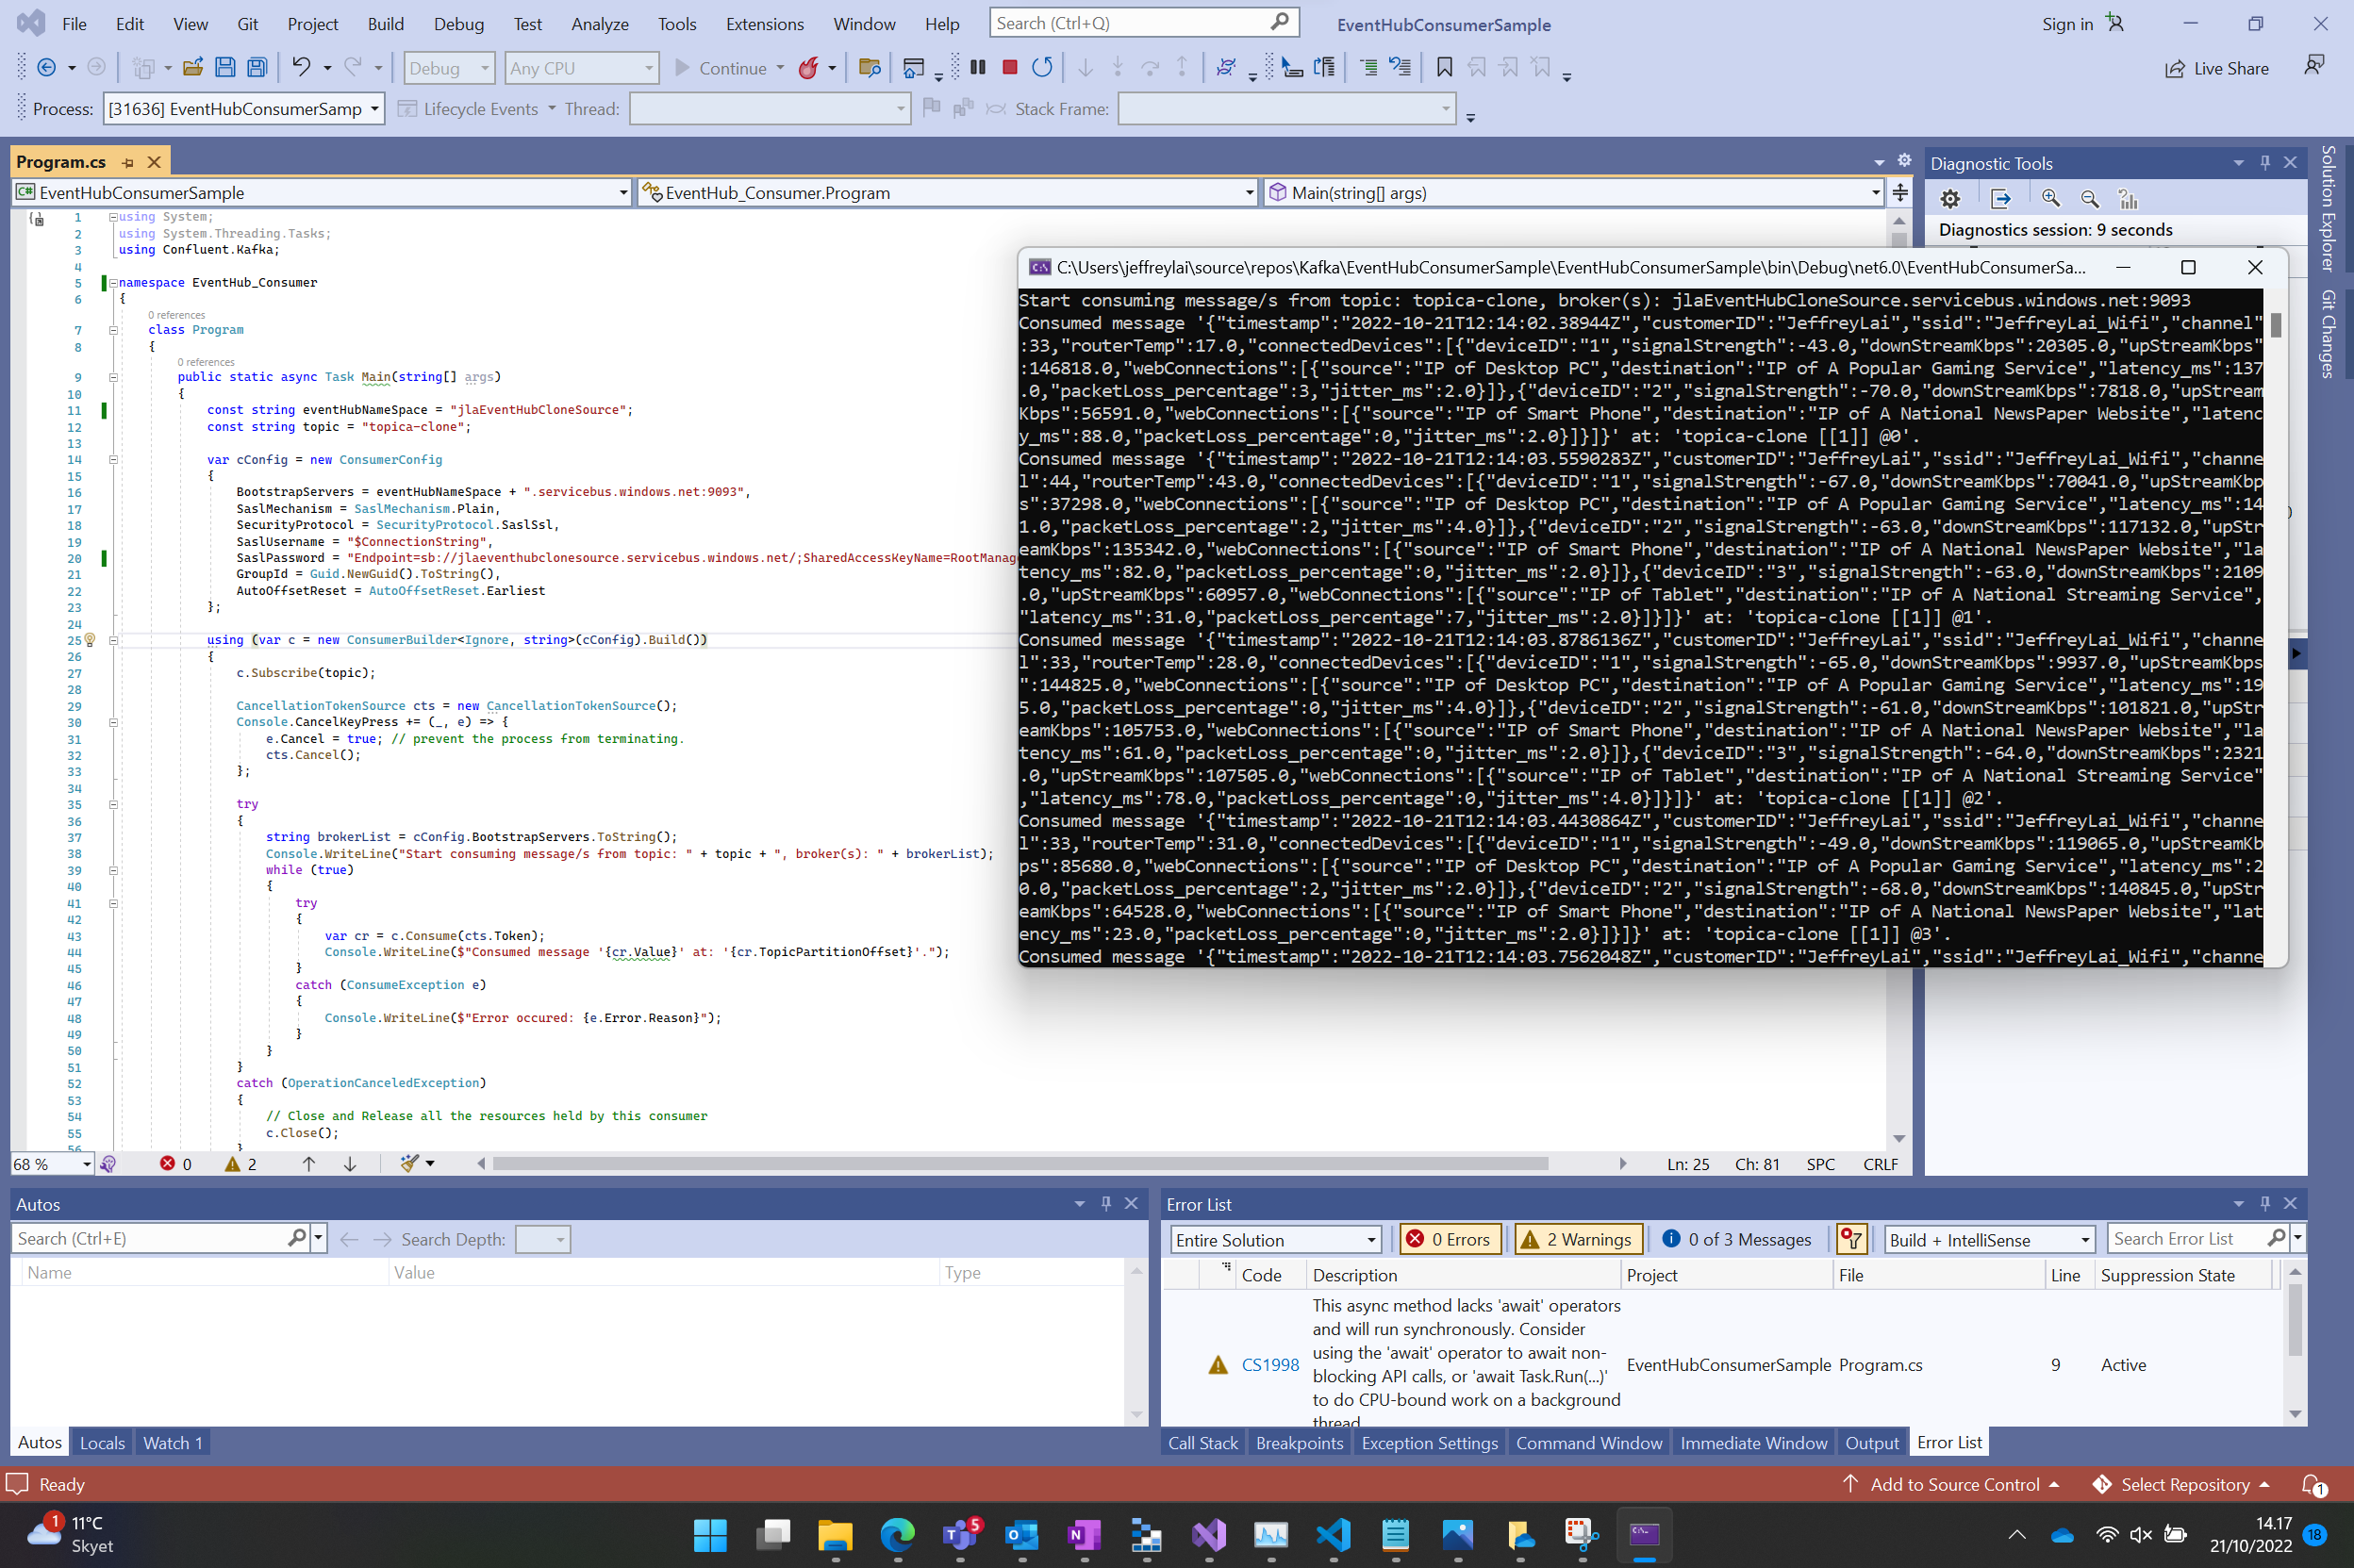 File Edit View Git Project Build Debug Test Analyze Tools Extensions Window Help Search (Ctrl+Q) EventHubConsumerSample Sign in
Debug Any CPU Continue Live Share
Process: [31636] EventHubConsumerSamp Lifecycle Events Thread: Stack Frame:
Program.cs
EventHubConsumerSample EventHub_Consumer.Program Main(string[] args)
1 using System;
2 using System.Threading.Tasks;
3 using Confluent.Kafka;
4
5 namespace EventHub_Consumer
6 {
0 references
7 class Program
8 {
0 references
9 public static async Task Main(string[] args)
10 {
11 const string eventHubNameSpace = "jlaEventHubCloneSource";
12 const string topic = "topica-clone";
13
14 var cConfig = new ConsumerConfig
15 {
16 BootstrapServers = eventHubNameSpace + ".servicebus.windows.net:9093",
17 SaslMechanism = SaslMechanism.Plain,
18 SecurityProtocol = SecurityProtocol.SaslSsl,
19 SaslUsername = "$ConnectionString",
20 SaslPassword = "Endpoint=sb://jlaeventhubclonesource.servicebus.windows.net/;SharedAccessKeyName=RootManag
21 GroupId = Guid.NewGuid().ToString(),
22 AutoOffsetReset = AutoOffsetReset.Earliest
23 };
24
25 using (var c = new ConsumerBuilder<Ignore, string>(cConfig).Build())
26 {
27 c.Subscribe(topic);
28
29 CancellationTokenSource cts = new CancellationTokenSource();
30 Console.CancelKeyPress += (_, e) => {
31 e.Cancel = true; // prevent the process from terminating.
32 cts.Cancel();
33 };
34
35 try
36 {
37 string brokerList = cConfig.BootstrapServers.ToString();
38 Console.WriteLine("Start consuming message/s from topic: " + topic + ", broker(s): " + brokerList);
39 while (true)
40 {
41 try
42 {
43 var cr = c.Consume(cts.Token);
44 Console.WriteLine($"Consumed message '{cr.Value}' at: '{cr.TopicPartitionOffset}'.");
45 }
46 catch (ConsumeException e)
47 {
48 Console.WriteLine($"Error occured: {e.Error.Reason}");
49 }
50 }
51 }
52 catch (OperationCanceledException)
53 {
54 // Close and Release all the resources held by this consumer
55 c.Close();
56 }
68 % 0 2 Ln: 25 Ch: 81 SPC CRLF
C:\Users\jeffreylai\source\repos\Kafka\EventHubConsumerSample\EventHubConsumerSample\bin\Debug\net6.0\EventHubConsumerSa...
Start consuming message/s from topic: topica-clone, broker(s): jlaEventHubCloneSource.servicebus.windows.net:9093
Consumed message '{"timestamp":"2022-10-21T12:14:02.38944Z","customerID":"JeffreyLai","ssid":"JeffreyLai_Wifi","channel"
:33,"routerTemp":17.0,"connectedDevices":[{"deviceID":"1","signalStrength":-43.0,"downStreamKbps":20305.0,"upStreamKbps"
:146818.0,"webConnections":[{"source":"IP of Desktop PC","destination":"IP of A Popular Gaming Service","latency_ms":137
.0,"packetLoss_percentage":3,"jitter_ms":2.0}]},{"deviceID":"2","signalStrength":-70.0,"downStreamKbps":7818.0,"upStream
Kbps":56591.0,"webConnections":[{"source":"IP of Smart Phone","destination":"IP of A National NewsPaper Website","latenc
y_ms":88.0,"packetLoss_percentage":0,"jitter_ms":2.0}]}]}' at: 'topica-clone [[1]] @0'.
Consumed message '{"timestamp":"2022-10-21T12:14:03.5590283Z","customerID":"JeffreyLai","ssid":"JeffreyLai_Wifi","channe
l":44,"routerTemp":43.0,"connectedDevices":[{"deviceID":"1","signalStrength":-67.0,"downStreamKbps":70041.0,"upStreamKbp
s":37298.0,"webConnections":[{"source":"IP of Desktop PC","destination":"IP of A Popular Gaming Service","latency_ms":14
1.0,"packetLoss_percentage":2,"jitter_ms":4.0}]},{"deviceID":"2","signalStrength":-63.0,"downStreamKbps":117132.0,"upStr
eamKbps":135342.0,"webConnections":[{"source":"IP of Smart Phone","destination":"IP of A National NewsPaper Website","la
tency_ms":82.0,"packetLoss_percentage":0,"jitter_ms":2.0}]},{"deviceID":"3","signalStrength":-63.0,"downStreamKbps":2109
.0,"upStreamKbps":60957.0,"webConnections":[{"source":"IP of Tablet","destination":"IP of A National Streaming Service",
"latency_ms":31.0,"packetLoss_percentage":7,"jitter_ms":2.0}]}]}' at: 'topica-clone [[1]] @1'.
Consumed message '{"timestamp":"2022-10-21T12:14:03.8786136Z","customerID":"JeffreyLai","ssid":"JeffreyLai_Wifi","channe
l":33,"routerTemp":28.0,"connectedDevices":[{"deviceID":"1","signalStrength":-65.0,"downStreamKbps":9937.0,"upStreamKbps
":144825.0,"webConnections":[{"source":"IP of Desktop PC","destination":"IP of A Popular Gaming Service","latency_ms":19
5.0,"packetLoss_percentage":0,"jitter_ms":4.0}]},{"deviceID":"2","signalStrength":-61.0,"downStreamKbps":101821.0,"upStr
eamKbps":105753.0,"webConnections":[{"source":"IP of Smart Phone","destination":"IP of A National NewsPaper Website","la
tency_ms":61.0,"packetLoss_percentage":0,"jitter_ms":2.0}]},{"deviceID":"3","signalStrength":-64.0,"downStreamKbps":2321
.0,"upStreamKbps":107505.0,"webConnections":[{"source":"IP of Tablet","destination":"IP of A National Streaming Service"
,"latency_ms":78.0,"packetLoss_percentage":0,"jitter_ms":4.0}]}]}' at: 'topica-clone [[1]] @2'.
Consumed message '{"timestamp":"2022-10-21T12:14:03.4430864Z","customerID":"JeffreyLai","ssid":"JeffreyLai_Wifi","channe
l":33,"routerTemp":31.0,"connectedDevices":[{"deviceID":"1","signalStrength":-49.0,"downStreamKbps":119065.0,"upStreamKb
ps":85680.0,"webConnections":[{"source":"IP of Desktop PC","destination":"IP of A Popular Gaming Service","latency_ms":2
0.0,"packetLoss_percentage":2,"jitter_ms":2.0}]},{"deviceID":"2","signalStrength":-68.0,"downStreamKbps":140845.0,"upStr
eamKbps":64528.0,"webConnections":[{"source":"IP of Smart Phone","destination":"IP of A National NewsPaper Website","lat
ency_ms":23.0,"packetLoss_percentage":0,"jitter_ms":2.0}]}]}' at: 'topica-clone [[1]] @3'.
Consumed message '{"timestamp":"2022-10-21T12:14:03.7562048Z","customerID":"JeffreyLai","ssid":"JeffreyLai_Wifi","channe
Diagnostic Tools
Diagnostics session: 9 seconds
Solution Explorer
Git Changes
Autos
Search (Ctrl+E) Search Depth:
Name Value Type
Autos Locals Watch 1
Error List
Entire Solution 0 Errors 2 Warnings 0 of 3 Messages Build + IntelliSense Search Error List
Code Description Project File Line Suppression State
This async method lacks 'await' operators
and will run synchronously. Consider
using the 'await' operator to await non-
CS1998 blocking API calls, or 'await Task.Run(...)' EventHubConsumerSample Program.cs 9 Active
to do CPU-bound work on a background
thread
Call Stack Breakpoints Exception Settings Command Window Immediate Window Output Error List
Ready Add to Source Control Select Repository 1
1 11°C
Skyet
5
14.17
21/10/2022 18